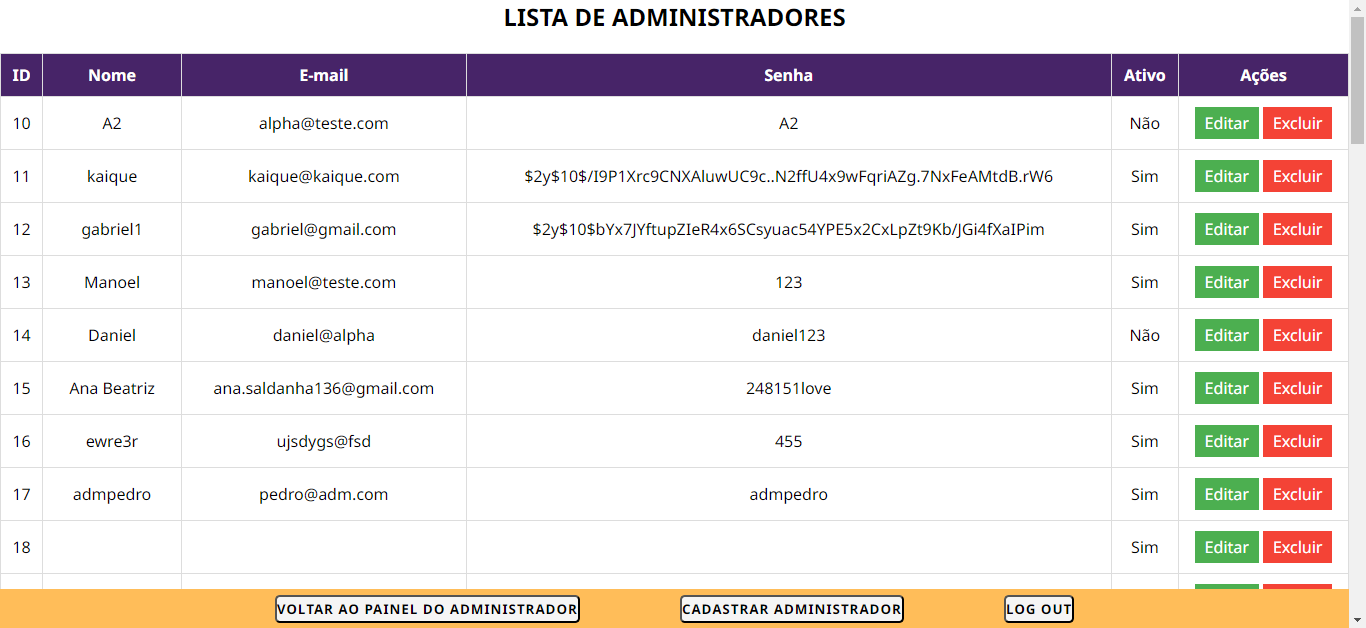 LISTA DE ADMINISTRADORES
ID Nome E-mail Senha Ativo Ações
10 A2 alpha@teste.com A2 Não Editar Excluir
11 kaique kaique@kaique.com $2y$10$/I9P1Xrc9CNXAluwUC9c..N2ffU4x9wFqriAZg.7NxFeAMtdB.rW6 Sim Editar Excluir
12 gabriel1 gabriel@gmail.com $2y$10$bYx7JYftupZIeR4x6SCsyuac54YPE5x2CxLpZt9Kb/JGi4fXaIPim Sim Editar Excluir
13 Manoel manoel@teste.com 123 Sim Editar Excluir
14 Daniel daniel@alpha daniel123 Não Editar Excluir
15 Ana Beatriz ana.saldanha136@gmail.com 248151love Sim Editar Excluir
16 ewre3r ujsdygs@fsd 455 Sim Editar Excluir
17 admpedro pedro@adm.com admpedro Sim Editar Excluir
18 Sim Editar Excluir
VOLTAR AO PAINEL DO ADMINISTRADOR CADASTRAR ADMINISTRADOR LOG OUT